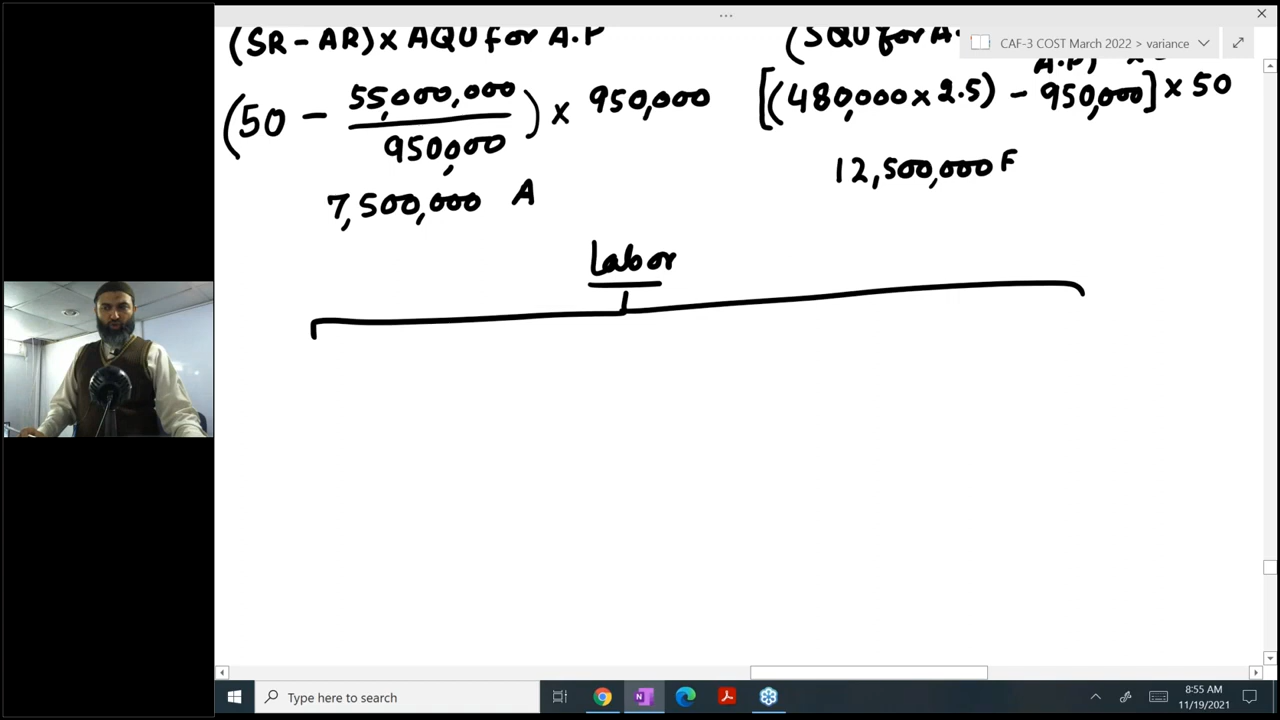 (SR - AR) x AQU for A.P
(SQU for A.
A.P)
CAF-3 COST March 2022 > variance
(50 - 55,000,000 / 950,000) x 950,000
[(480,000 x 2.5) - 950,000] x 50
7,500,000 A
12,500,000 F
Labor
Type here to search
8:55 AM
11/19/2021